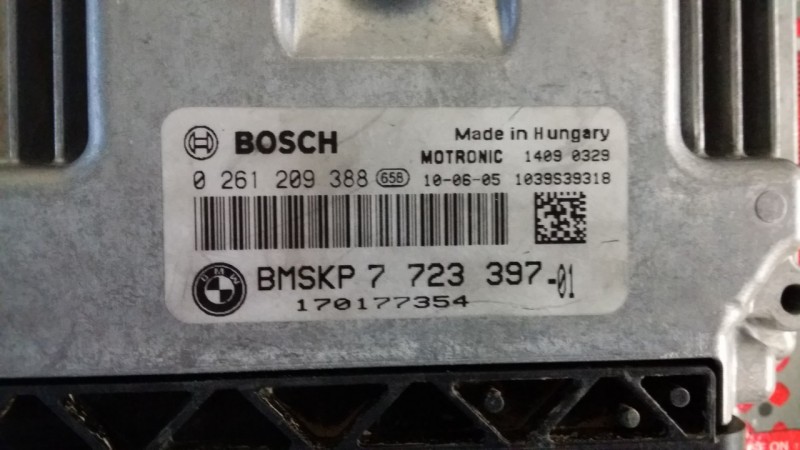 BOSCH
Made in Hungary
MOTRONIC 1409 0329
0 261 209 388 658 10-06-05 1039S39318
BMW
BMSKP 7 723 397-01
170177354